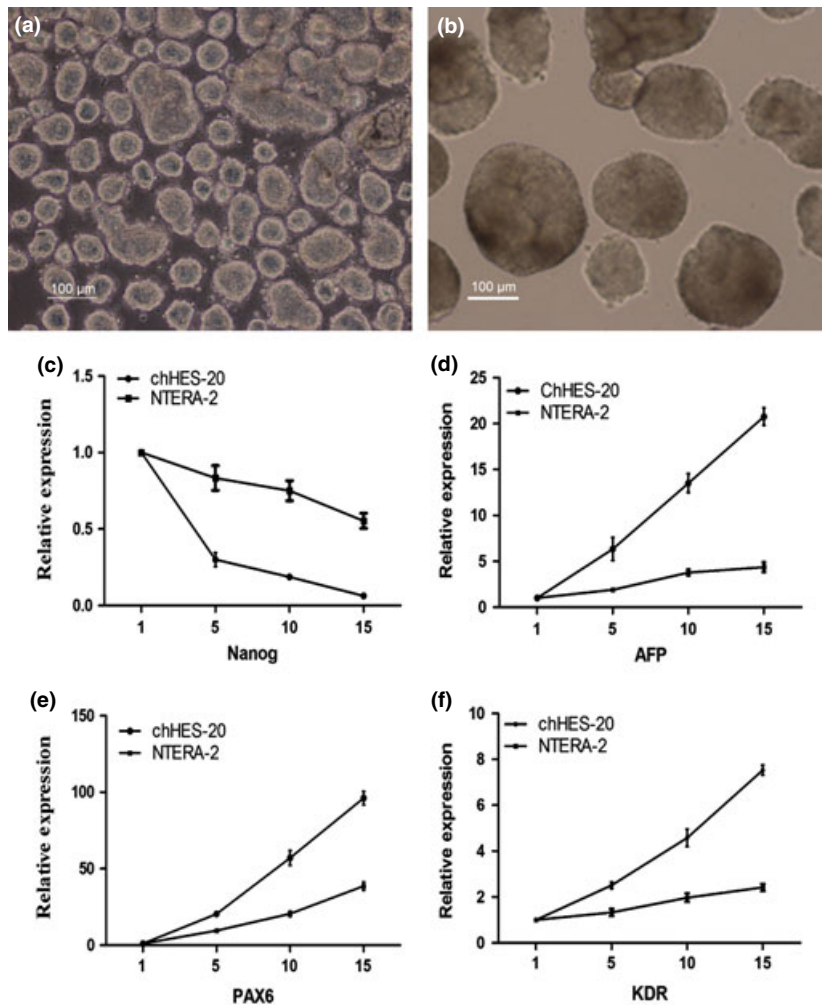 (a)
100 µm
(b)
100 µm
(c)
1.5
1.0
0.5
0.0
Relative expression
chHES-20
NTERA-2
1 5 10 15
Nanog
(d)
25
20
15
10
5
0
Relative expression
ChHES-20
NTERA-2
1 5 10 15
AFP
(e)
150
100
50
0
Relative expression
chHES-20
NTERA-2
1 5 10 15
PAX6
(f)
10
8
6
4
2
0
Relative expression
chHES-20
NTERA-2
1 5 10 15
KDR